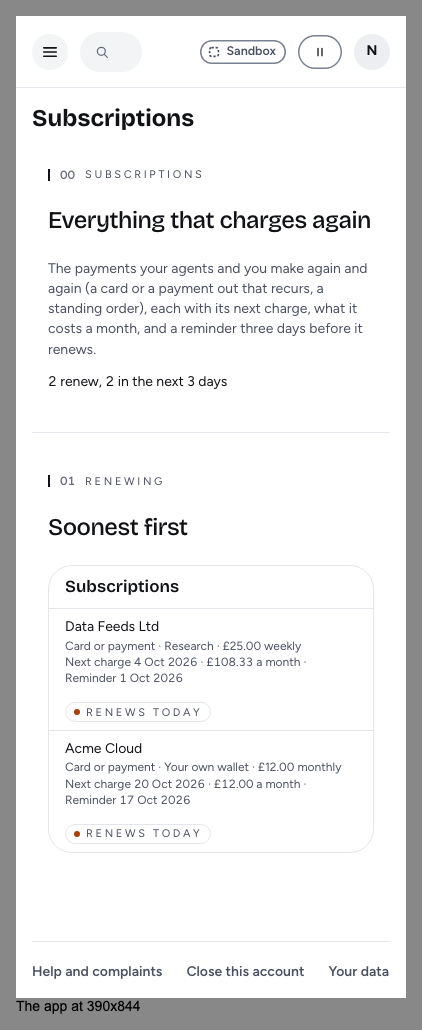 Sandbox
N
Subscriptions
00 SUBSCRIPTIONS
Everything that charges again
The payments your agents and you make again and
again (a card or a payment out that recurs, a
standing order), each with its next charge, what it
costs a month, and a reminder three days before it
renews.
2 renew, 2 in the next 3 days
01 RENEWING
Soonest first
Subscriptions
Data Feeds Ltd
Card or payment · Research · £25.00 weekly
Next charge 4 Oct 2026 · £108.33 a month ·
Reminder 1 Oct 2026
RENEWS TODAY
Acme Cloud
Card or payment · Your own wallet · £12.00 monthly
Next charge 20 Oct 2026 · £12.00 a month ·
Reminder 17 Oct 2026
RENEWS TODAY
Help and complaints Close this account Your data
The app at 390x844